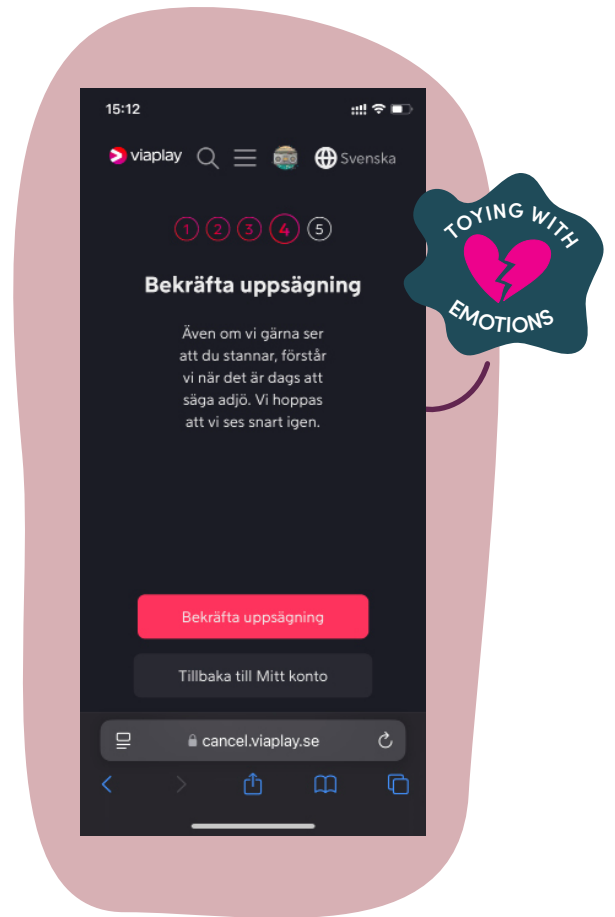 15:12
viaplay
Svenska
1 2 3 4 5
Bekräfta uppsägning
Även om vi gärna ser
att du stannar, förstår
vi när det är dags att
säga adjö. Vi hoppas
att vi ses snart igen.
Bekräfta uppsägning
Tillbaka till Mitt konto
cancel.viaplay.se
TOYING WITH
EMOTIONS